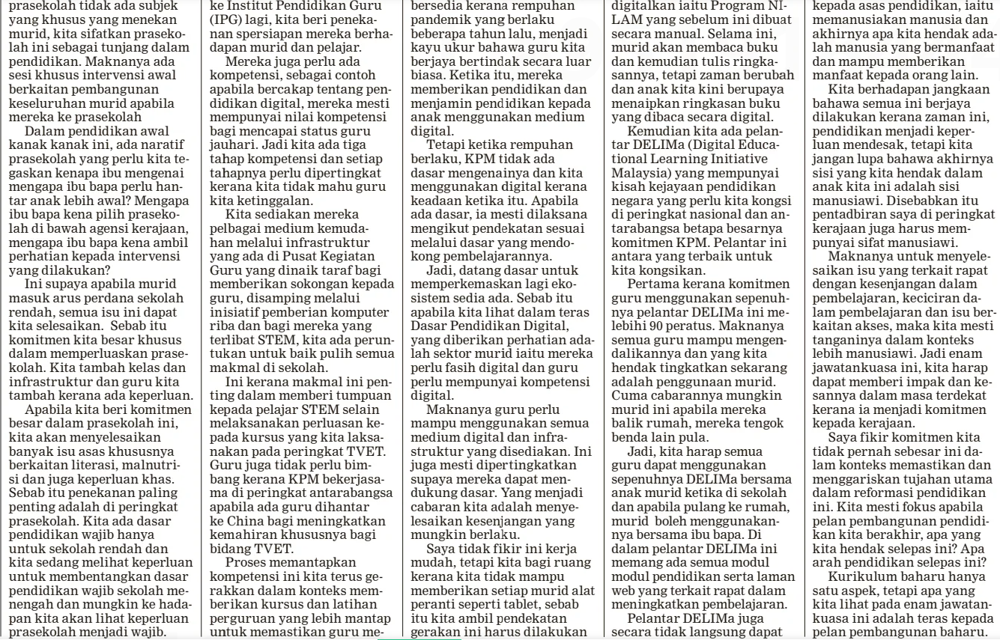 prasekolah tidak ada subjek
yang khusus yang menekan
murid, kita sifatkan praseko-
lah ini sebagai tunjang dalam
pendidikan. Maknanya ada
sesi khusus intervensi awal
berkaitan pembangunan
keseluruhan murid apabila
mereka ke prasekolah
Dalam pendidikan awal
kanak kanak ini, ada naratif
prasekolah yang perlu kita te-
gaskan kenapa ibu mengenai
mengapa ibu bapa perlu han-
tar anak lebih awal? Mengapa
ibu bapa kena pilih praseko-
lah di bawah agensi kerajaan,
mengapa ibu bapa kena ambil
perhatian kepada intervensi
yang dilakukan?
Ini supaya apabila murid
masuk arus perdana sekolah
rendah, semua isu ini dapat
kita selesaikan. Sebab itu
komitmen kita besar khusus
dalam memperluaskan prase-
kolah. Kita tambah kelas dan
infrastruktur dan guru kita
tambah kerana ada keperluan.
Apabila kita beri komitmen
besar dalam prasekolah ini,
kita akan menyelesaikan
banyak isu asas khususnya
berkaitan literasi, malnutri-
si dan juga keperluan khas.
Sebab itu penekanan paling
penting adalah di peringkat
prasekolah. Kita ada dasar
pendidikan wajib hanya
untuk sekolah rendah dan
kita sedang melihat keperluan
untuk membentangkan dasar
pendidikan wajib sekolah me-
nengah dan mungkin ke hada-
pan kita akan lihat keperluan
prasekolah menjadi wajib.
ke Institut Pendidikan Guru
(IPG) lagi, kita beri peneka-
nan spersiapan mereka berha-
dapan murid dan pelajar.
Mereka juga perlu ada
kompetensi, sebagai contoh
apabila bercakap tentang pen-
didikan digital, mereka mesti
mempunyai nilai kompetensi
bagi mencapai status guru
jauhari. Jadi kita ada tiga
tahap kompetensi dan setiap
tahapnya perlu dipertingkat
kerana kita tidak mahu guru
kita ketinggalan.
Kita sediakan mereka
pelbagai medium kemuda-
han melalui infrastruktur
yang ada di Pusat Kegiatan
Guru yang dinaik taraf bagi
memberikan sokongan kepada
guru, disamping melalui
inisiatif pemberian komputer
riba dan bagi mereka yang
terlibat STEM, kita ada perun-
tukan untuk baik pulih semua
makmal di sekolah.
Ini kerana makmal ini pen-
ting dalam memberi tumpuan
kepada pelajar STEM selain
melaksanakan perluasan ke-
pada kursus yang kita laksa-
nakan pada peringkat TVET.
Guru juga tidak perlu bim-
bang kerana KPM bekerjasa-
ma di peringkat antarabangsa
apabila ada guru dihantar
ke China bagi meningkatkan
kemahiran khususnya bagi
bidang TVET.
Proses memantapkan
kompetensi ini kita terus ge-
rakkan dalam konteks mem-
berikan kursus dan latihan
perguruan yang lebih mantap
untuk memastikan guru me-
bersedia kerana rempuhan
pandemik yang berlaku
beberapa tahun lalu, menjadi
kayu ukur bahawa guru kita
berjaya bertindak secara luar
biasa. Ketika itu, mereka
memberikan pendidikan dan
menjamin pendidikan kepada
anak menggunakan medium
digital.
Tetapi ketika rempuhan
berlaku, KPM tidak ada
dasar mengenainya dan kita
menggunakan digital kerana
keadaan ketika itu. Apabila
ada dasar, ia mesti dilaksana
mengikut pendekatan sesuai
melalui dasar yang mendo-
kong pembelajarannya.
Jadi, datang dasar untuk
memperkemaskan lagi eko-
sistem sedia ada. Sebab itu
apabila kita lihat dalam teras
Dasar Pendidikan Digital,
yang diberikan perhatian ada-
lah sektor murid iaitu mereka
perlu fasih digital dan guru
perlu mempunyai kompetensi
digital.
Maknanya guru perlu
mampu menggunakan semua
medium digital dan infra-
struktur yang disediakan. Ini
juga mesti dipertingkatkan
supaya mereka dapat men-
dukung dasar. Yang menjadi
cabaran kita adalah menye-
lesaikan kesenjangan yang
mungkin berlaku.
Saya tidak fikir ini kerja
mudah, tetapi kita bagi ruang
kerana kita tidak mampu
memberikan setiap murid alat
peranti seperti tablet, sebab
itu kita ambil pendekatan
gerakan ini harus dilakukan
digitalkan iaitu Program NI-
LAM yang sebelum ini dibuat
secara manual. Selama ini,
murid akan membaca buku
dan kemudian tulis ringka-
sannya, tetapi zaman berubah
dan anak kita kini berupaya
menaipkan ringkasan buku
yang dibaca secara digital.
Kemudian kita ada pelan-
tar DELIMa (Digital Educa-
tional Learning Initiative
Malaysia) yang mempunyai
kisah kejayaan pendidikan
negara yang perlu kita kongsi
di peringkat nasional dan an-
tarabangsa betapa besarnya
komitmen KPM. Pelantar ini
antara yang terbaik untuk
kita kongsikan.
Pertama kerana komitmen
guru menggunakan sepenuh-
nya pelantar DELIMa ini me-
lebihi 90 peratus. Maknanya
semua guru mampu mengen-
dalikannya dan yang kita
hendak tingkatkan sekarang
adalah penggunaan murid.
Cuma cabarannya mungkin
murid ini apabila mereka
balik rumah, mereka tengok
benda lain pula.
Jadi, kita harap semua
guru dapat menggunakan
sepenuhnya DELIMa bersama
anak murid ketika di sekolah
dan apabila pulang ke rumah,
murid boleh menggunakan-
nya bersama ibu bapa. Di
dalam pelantar DELIMa ini
memang ada semua modul
modul pendidikan serta laman
web yang terkait rapat dalam
meningkatkan pembelajaran.
Pelantar DELIMa juga
secara tidak langsung dapat
kepada asas pendidikan, iaitu
memanusiakan manusia dan
akhirnya apa kita hendak ada-
lah manusia yang bermanfaat
dan mampu memberikan
manfaat kepada orang lain.
Kita berhadapan jangkaan
bahawa semua ini berjaya
dilakukan kerana zaman ini,
pendidikan menjadi keper-
luan mendesak, tetapi kita
jangan lupa bahawa akhirnya
sisi yang kita hendak dalam
anak kita ini adalah sisi
manusiawi. Disebabkan itu
pentadbiran saya di peringkat
kerajaan juga harus mem-
punyai sifat manusiawi.
Maknanya untuk menyele-
saikan isu yang terkait rapat
dengan kesenjangan dalam
pembelajaran, keciciran da-
lam pembelajaran dan isu ber-
kaitan akses, maka kita mesti
tanganinya dalam konteks
lebih manusiawi. Jadi enam
jawatankuasa ini, kita harap
dapat memberi impak dan ke-
sannya dalam masa terdekat
kerana ia menjadi komitmen
kepada kerajaan.
Saya fikir komitmen kita
tidak pernah sebesar ini da-
lam konteks memastikan dan
menggariskan tujahan utama
dalam reformasi pendidikan
ini. Kita mesti fokus apabila
pelan pembangunan pendidi-
kan kita berakhir, apa yang
kita hendak selepas ini? Apa
arah pendidikan selepas ini?
Kurikulum baharu hanya
satu aspek, tetapi apa yang
kita lihat pada enam jawatan-
kuasa ini adalah teras kepada
pelan pembangunan baharu.